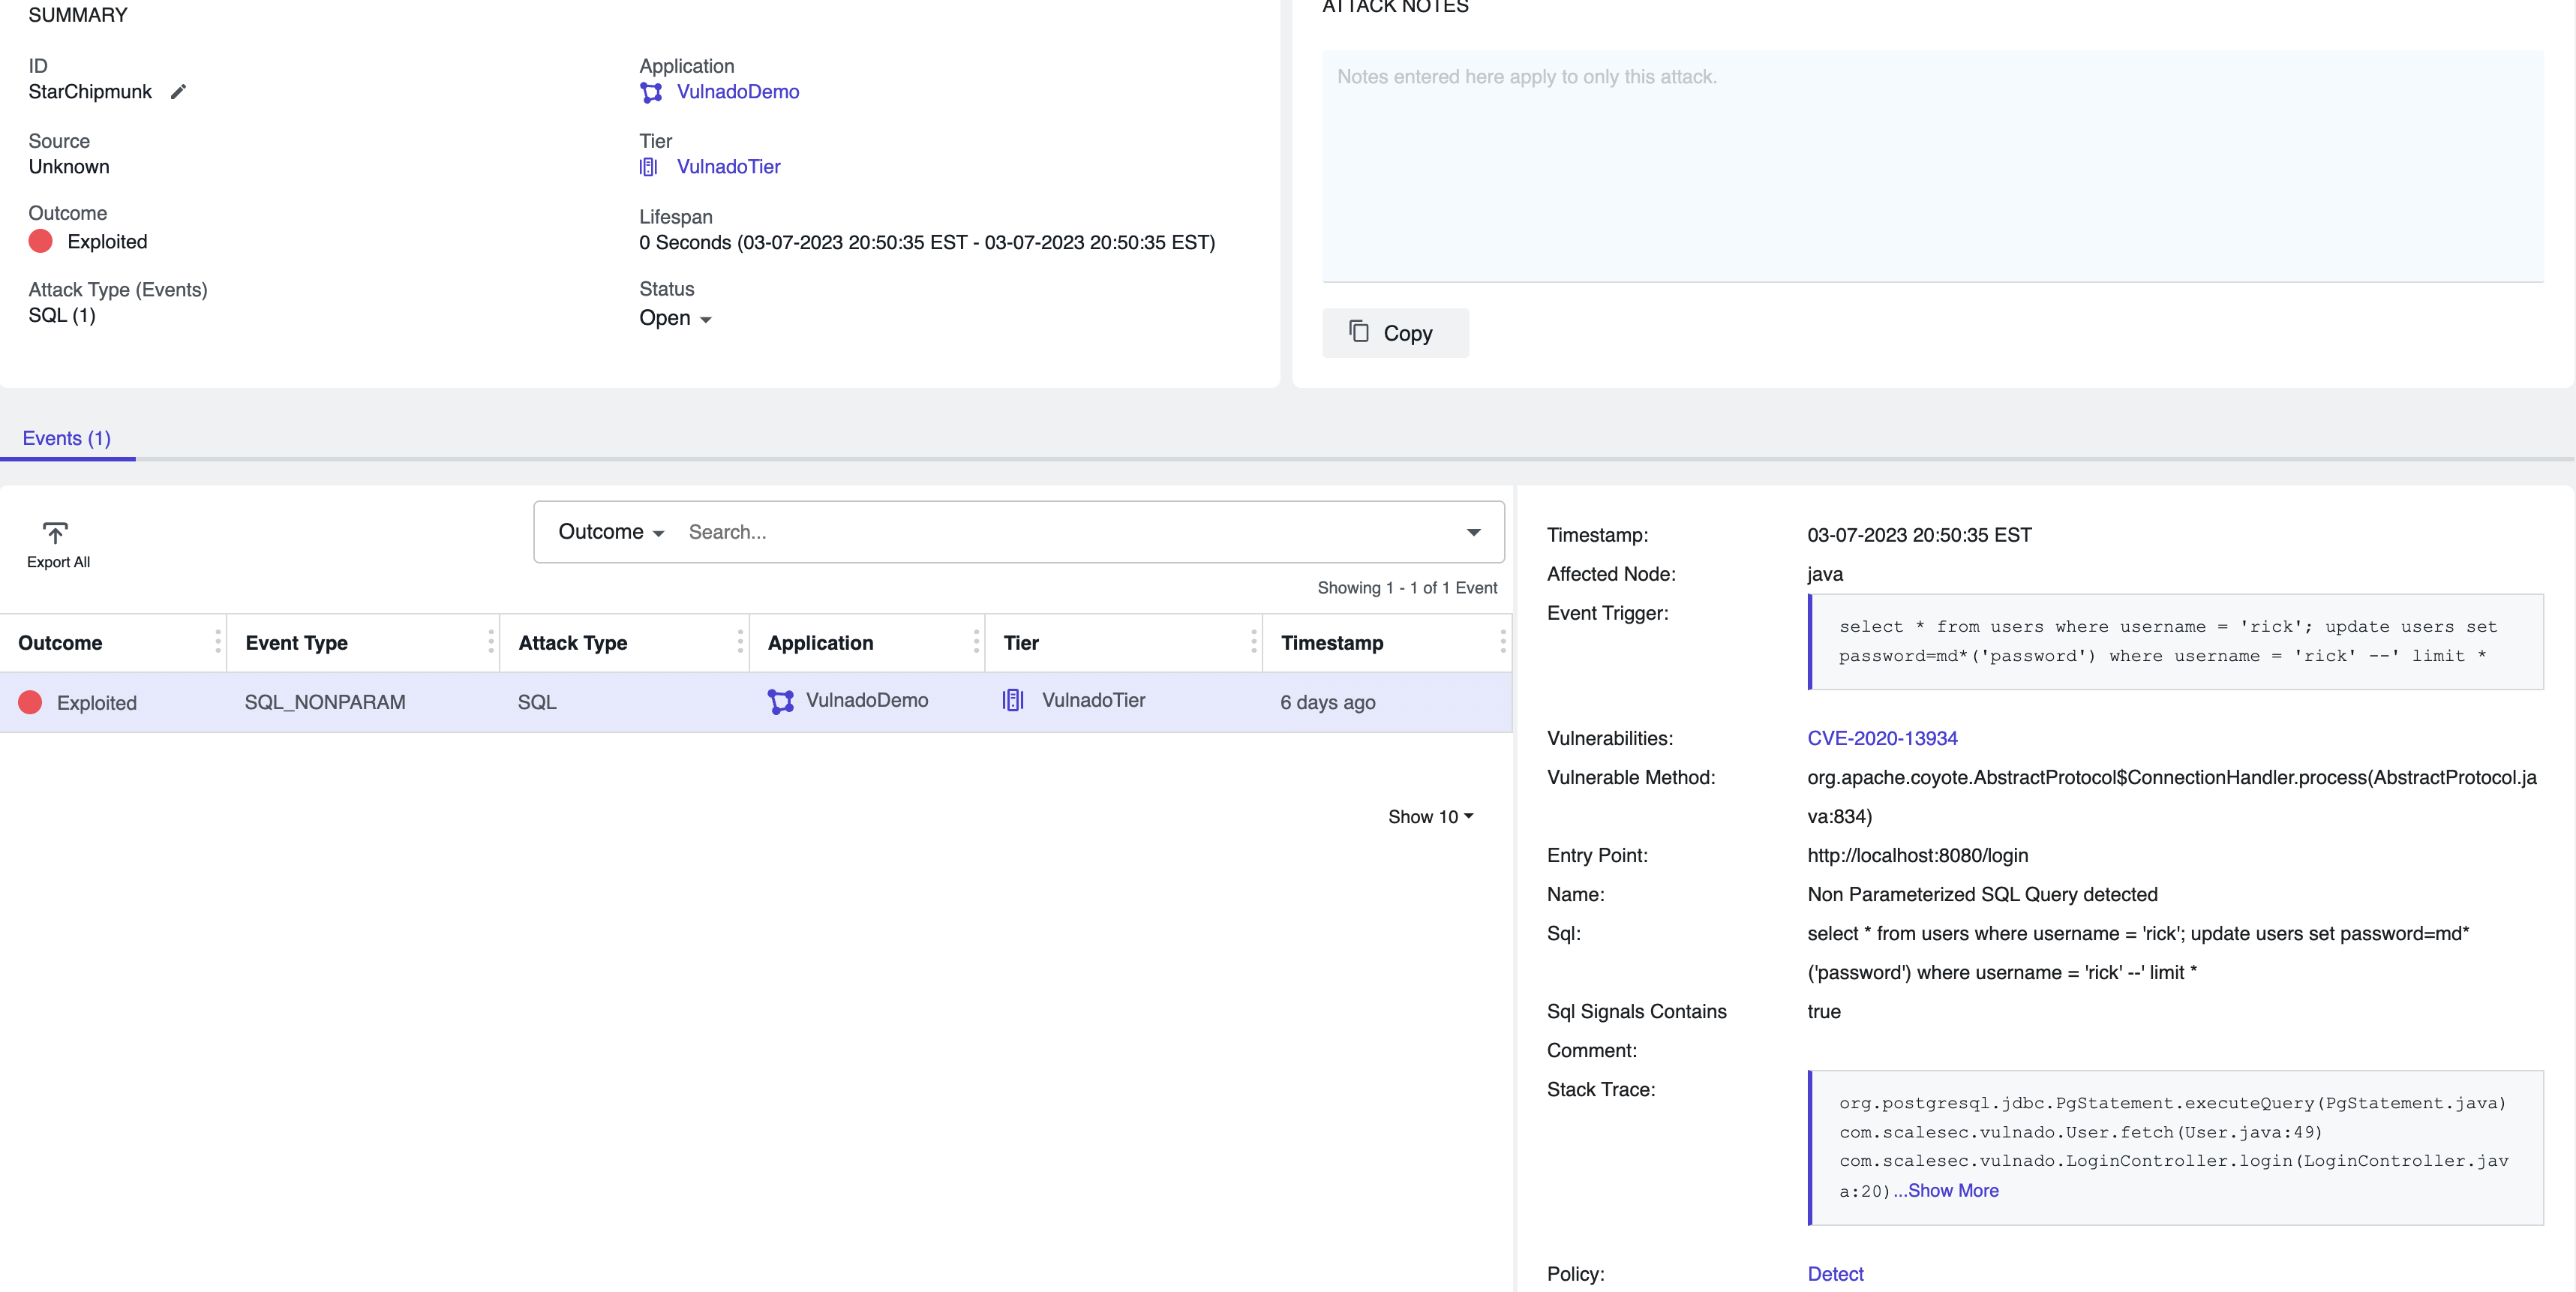 SUMMARY
ID
StarChipmunk
Source
Unknown
Outcome
Exploited
Attack Type (Events)
SQL (1)
Application
VulnadoDemo
Tier
VulnadoTier
Lifespan
0 Seconds (03-07-2023 20:50:35 EST - 03-07-2023 20:50:35 EST)
Status
Open
ATTACK NOTES
Notes entered here apply to only this attack.
Copy
Events (1)
Export All
Outcome Search...
Showing 1 - 1 of 1 Event
Outcome Event Type Attack Type Application Tier Timestamp
Exploited SQL_NONPARAM SQL VulnadoDemo VulnadoTier 6 days ago
Show 10
Timestamp: 03-07-2023 20:50:35 EST
Affected Node: java
Event Trigger:
select * from users where username = 'rick'; update users set
password=md*('password') where username = 'rick' --' limit *
Vulnerabilities: CVE-2020-13934
Vulnerable Method: org.apache.coyote.AbstractProtocol$ConnectionHandler.process(AbstractProtocol.ja
va:834)
Entry Point: http://localhost:8080/login
Name: Non Parameterized SQL Query detected
Sql: select * from users where username = 'rick'; update users set password=md*
('password') where username = 'rick' --' limit *
Sql Signals Contains true
Comment:
Stack Trace:
org.postgresql.jdbc.PgStatement.executeQuery(PgStatement.java)
com.scalesec.vulnado.User.fetch(User.java:49)
com.scalesec.vulnado.LoginController.login(LoginController.jav
a:20)...Show More
Policy: Detect